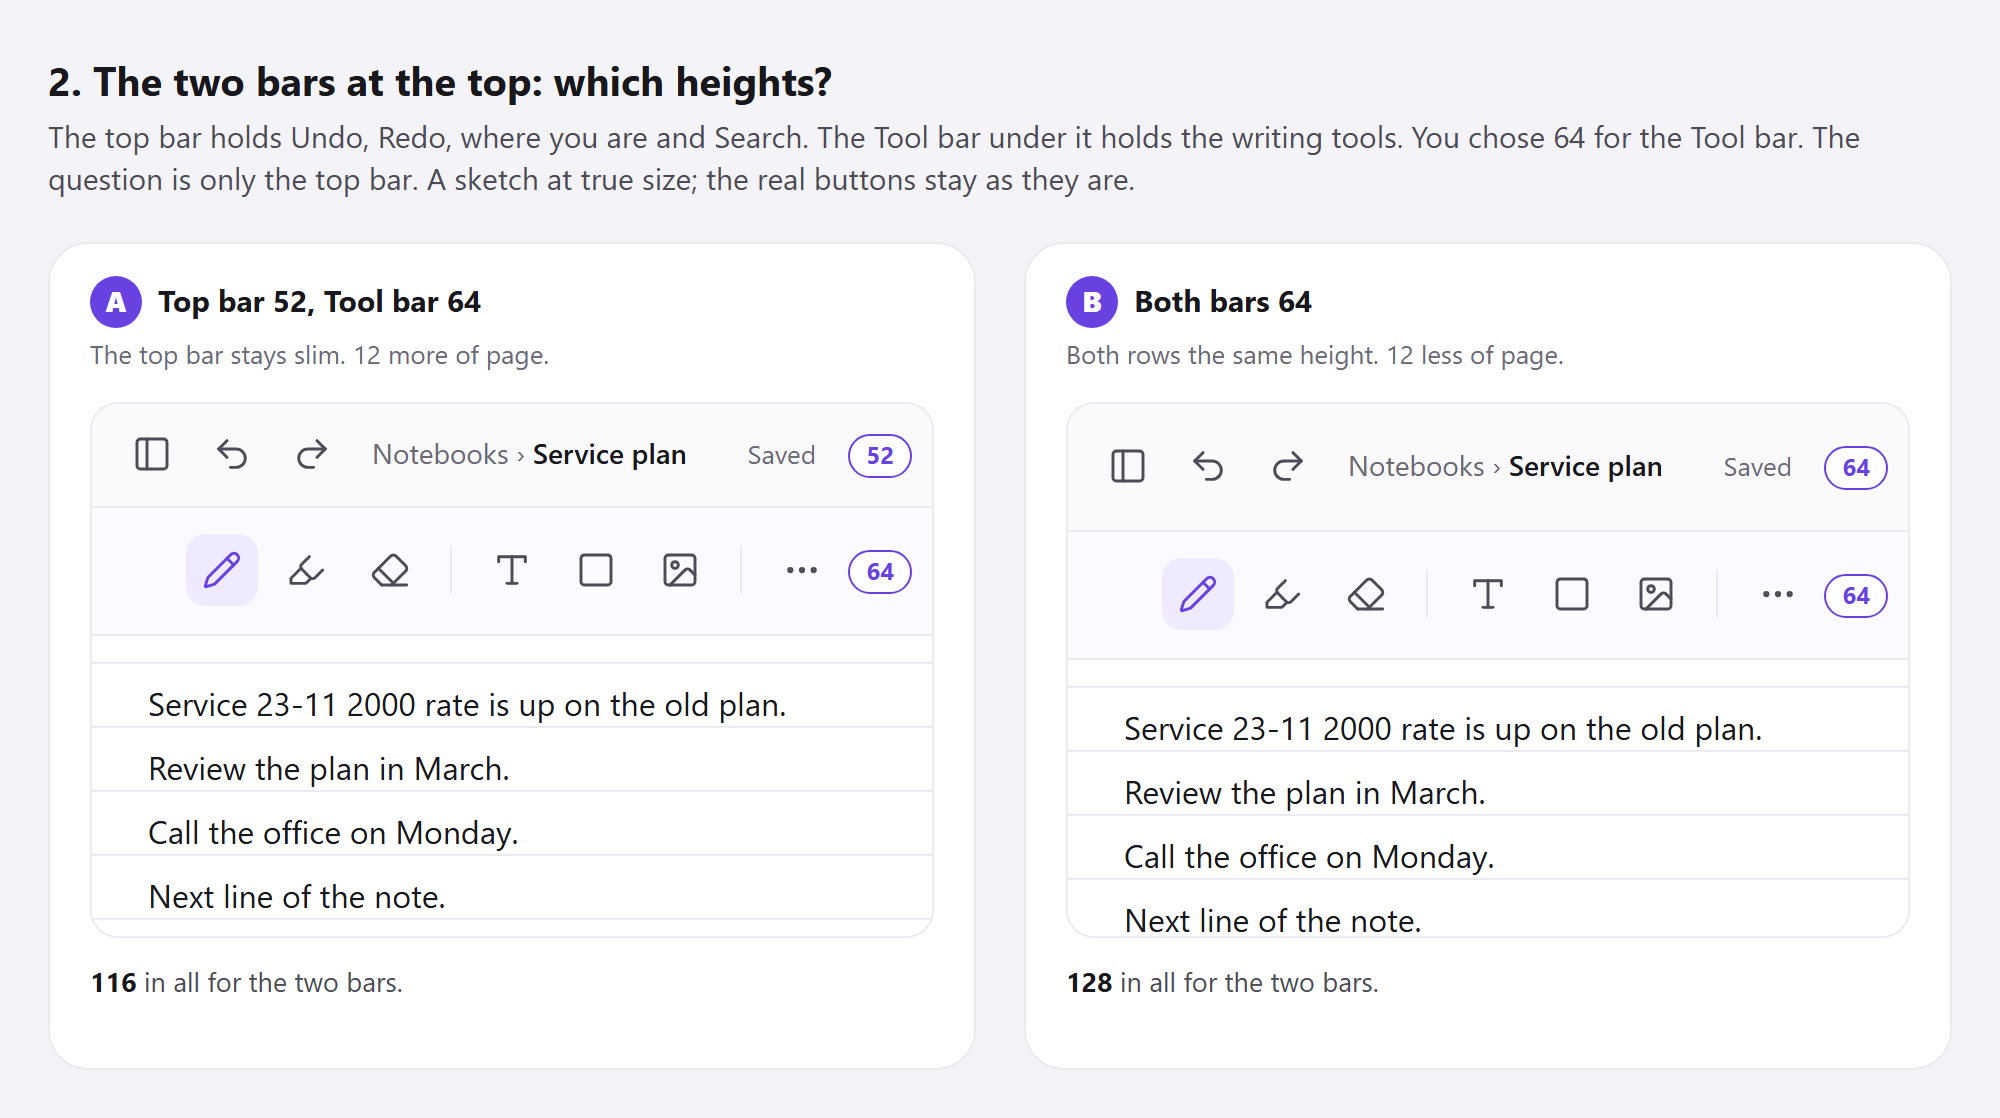 2. The two bars at the top: which heights?
The top bar holds Undo, Redo, where you are and Search. The Tool bar under it holds the writing tools. You chose 64 for the Tool bar. The
question is only the top bar. A sketch at true size; the real buttons stay as they are.
A Top bar 52, Tool bar 64
The top bar stays slim. 12 more of page.
Notebooks › Service plan Saved 52
64
Service 23-11 2000 rate is up on the old plan.
Review the plan in March.
Call the office on Monday.
Next line of the note.
116 in all for the two bars.
B Both bars 64
Both rows the same height. 12 less of page.
Notebooks › Service plan Saved 64
64
Service 23-11 2000 rate is up on the old plan.
Review the plan in March.
Call the office on Monday.
Next line of the note.
128 in all for the two bars.